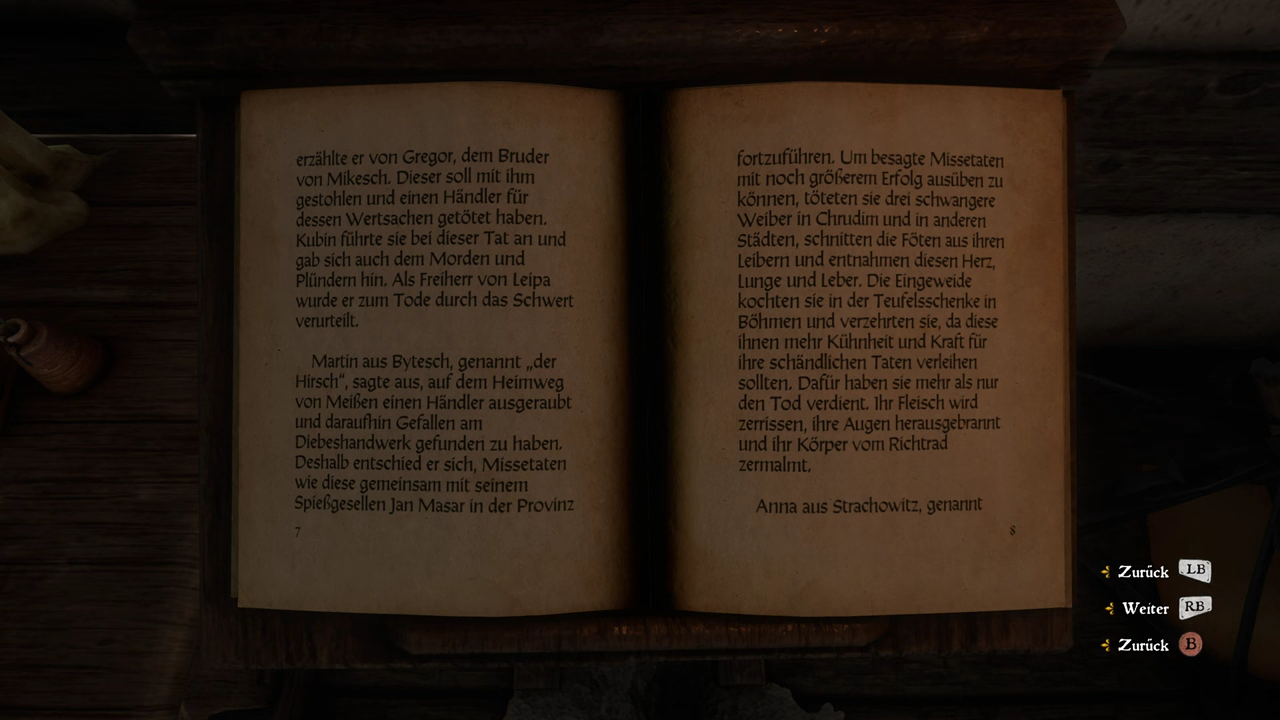 erzählte er von Gregor, dem Bruder
von Mikesch. Dieser soll mit ihm
gestohlen und einen Händler für
dessen Wertsachen getötet haben.
Kubin führte sie bei dieser Tat an und
gab sich auch dem Morden und
Plündern hin. Als Freiherr von Leipa
wurde er zum Tode durch das Schwert
verurteilt.
Martin aus Bytesch, genannt „der
Hirsch“, sagte aus, auf dem Heimweg
von Meißen einen Händler ausgeraubt
und daraufhin Gefallen am
Diebeshandwerk gefunden zu haben.
Deshalb entschied er sich, Missetaten
wie diese gemeinsam mit seinem
Spießgesellen Jan Masar in der Provinz
7
fortzuführen. Um besagte Missetaten
mit noch größerem Erfolg ausüben zu
können, töteten sie drei schwangere
Weiber in Chrudim und in anderen
Städten, schnitten die Föten aus ihren
Leibern und entnahmen diesen Herz,
Lunge und Leber. Die Eingeweide
kochten sie in der Teufelsschenke in
Böhmen und verzehrten sie, da diese
ihnen mehr Kühnheit und Kraft für
ihre schändlichen Taten verleihen
sollten. Dafür haben sie mehr als nur
den Tod verdient. Ihr Fleisch wird
zerrissen, ihre Augen herausgebrannt
und ihr Körper vom Richtrad
zermalmt.
Anna aus Strachowitz, genannt
8
Zurück LB
Weiter RB
Zurück B